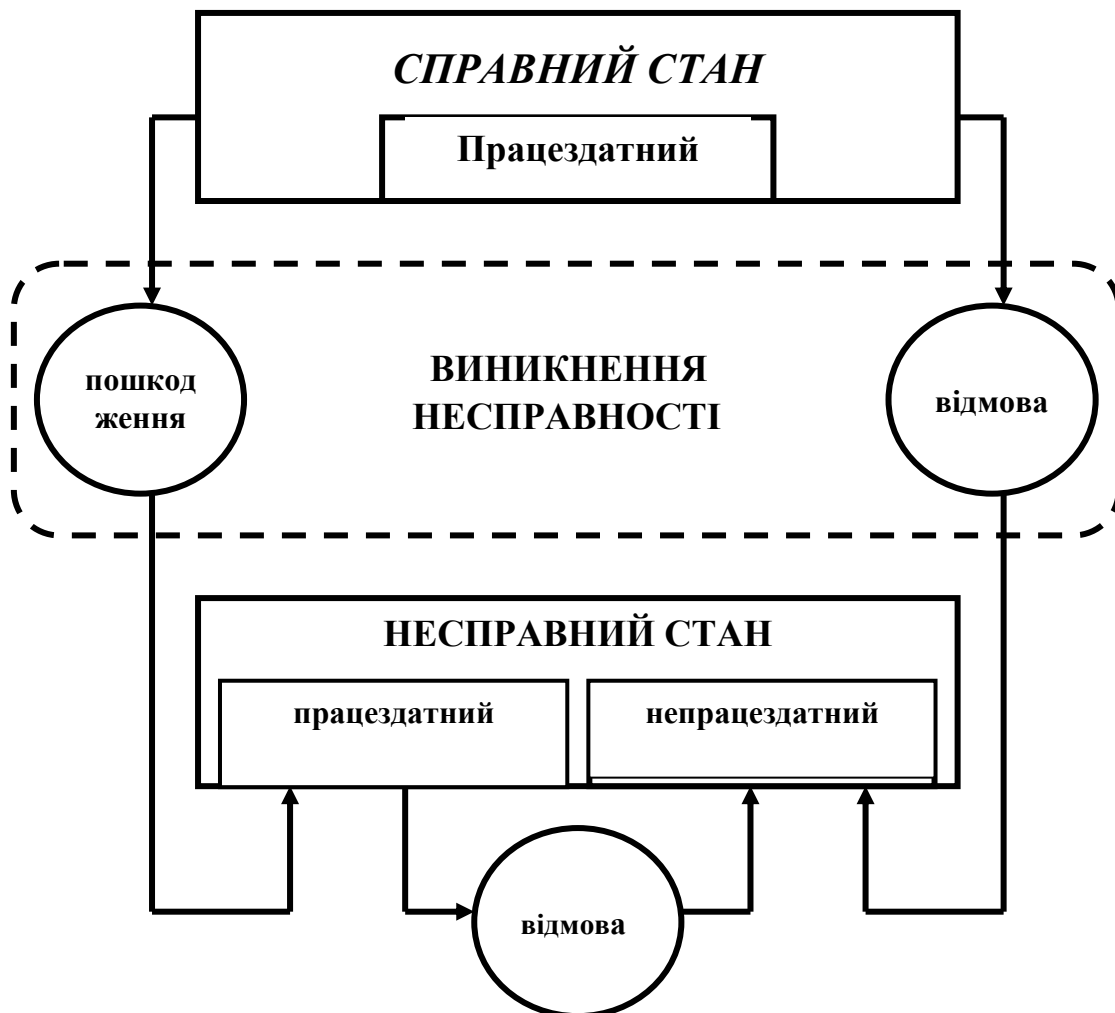 СПРАВНИЙ СТАН
Працездатний
пошкод
ження
ВИНИКНЕННЯ
НЕСПРАВНОСТІ
відмова
НЕСПРАВНИЙ СТАН
працездатний
непрацездатний
відмова